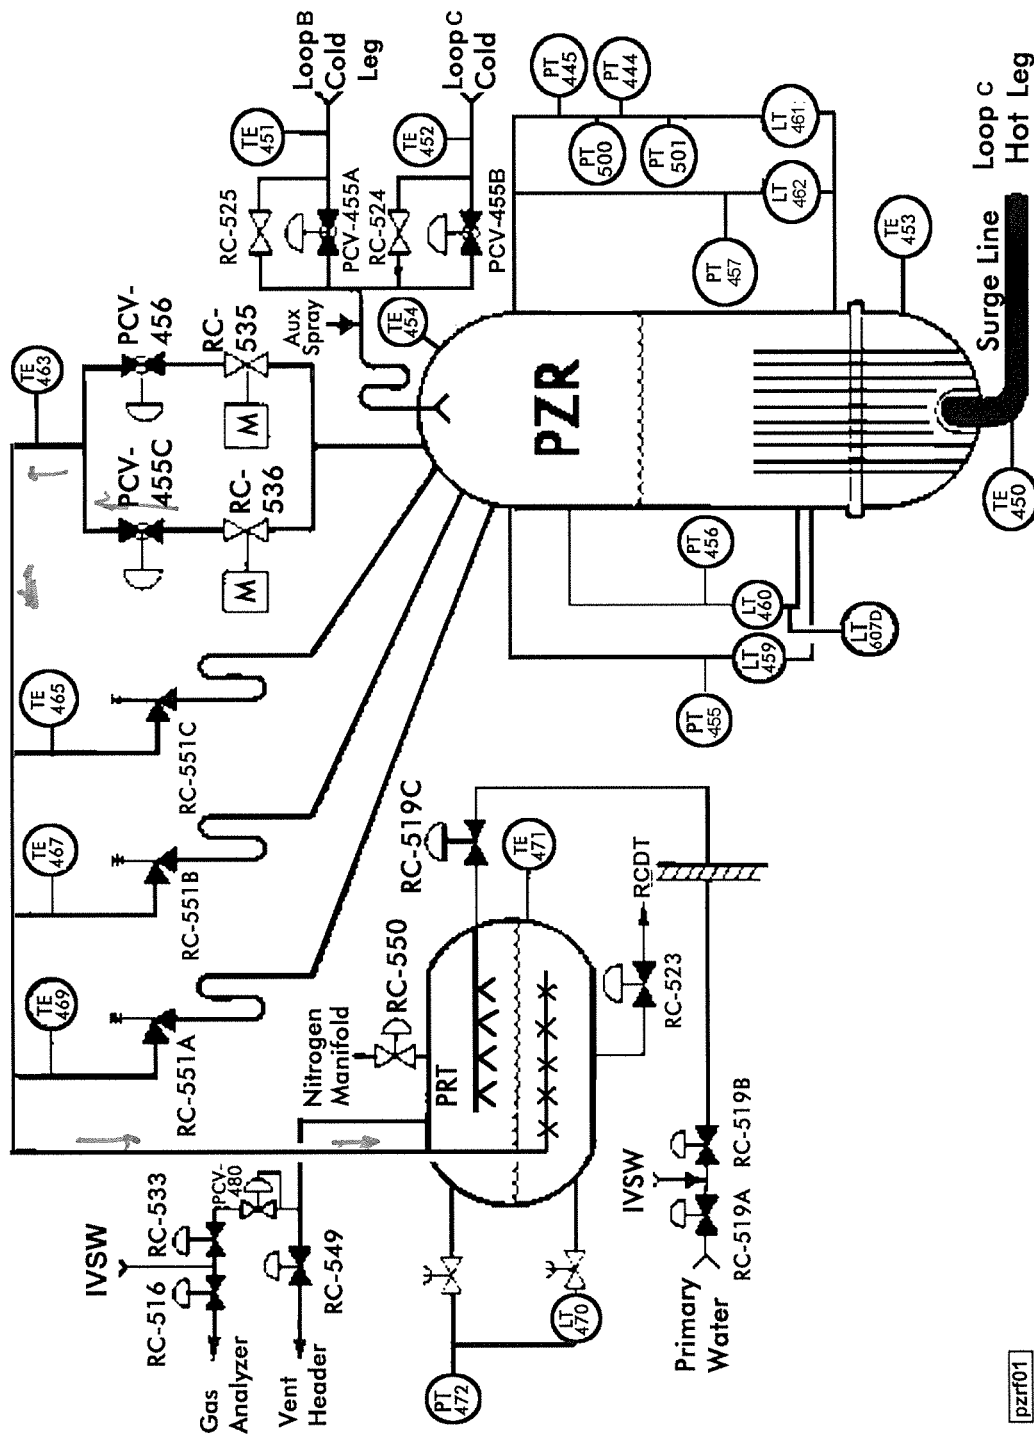 Loop B
Cold
Leg
Loop C
Cold
TE
451
TE
452
RC-525
PCV-455A
RC-524
PCV-455B
Aux
Spray
TE
454
PT
445
PT
444
PT
500
PT
501
LT
461
LT
462
PT
457
TE
453
Loop C
Hot Leg
Surge Line
TE
450
PZR
TE
463
PCV-
456
RC-
535
M
PCV-
455C
RC-
536
M
PT
456
LT
460
LT
607D
LT
459
PT
455
TE
465
RC-551C
TE
467
RC-551B
TE
469
RC-551A
RC-519C
TE
471
RCDT
RC-550
Nitrogen
Manifold
PRT
RC-523
IVSW
RC-533
RC-516
PCV-
480
RC-549
Gas
Analyzer
Vent
Header
PT
472
LT
470
IVSW
RC-519B
RC-519A
Primary
Water
pzrf01